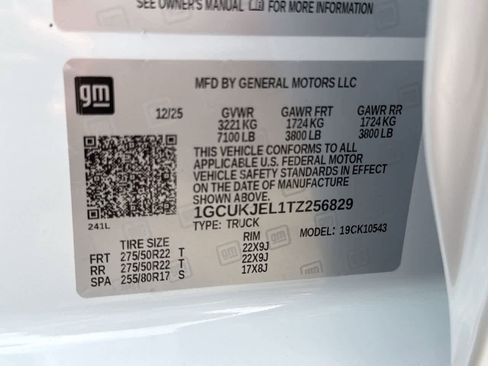 SEE OWNER'S MANUAL FOR MORE INFORMATION
gm
MFD BY GENERAL MOTORS LLC
12/25 GVWR GAWR FRT GAWR RR
3221 KG 1724 KG 1724 KG
7100 LB 3800 LB 3800 LB
THIS VEHICLE CONFORMS TO ALL
APPLICABLE U.S. FEDERAL MOTOR
VEHICLE SAFETY STANDARDS IN EFFECT
ON THE DATE OF MANUFACTURE
SHOWN ABOVE.
1GCUKJEL1TZ256829
TYPE: TRUCK MODEL: 19CK10543
241L
TIRE SIZE RIM
FRT 275/50R22 T 22X9J
RR 275/50R22 T 22X9J
SPA 255/80R17 S 17X8J